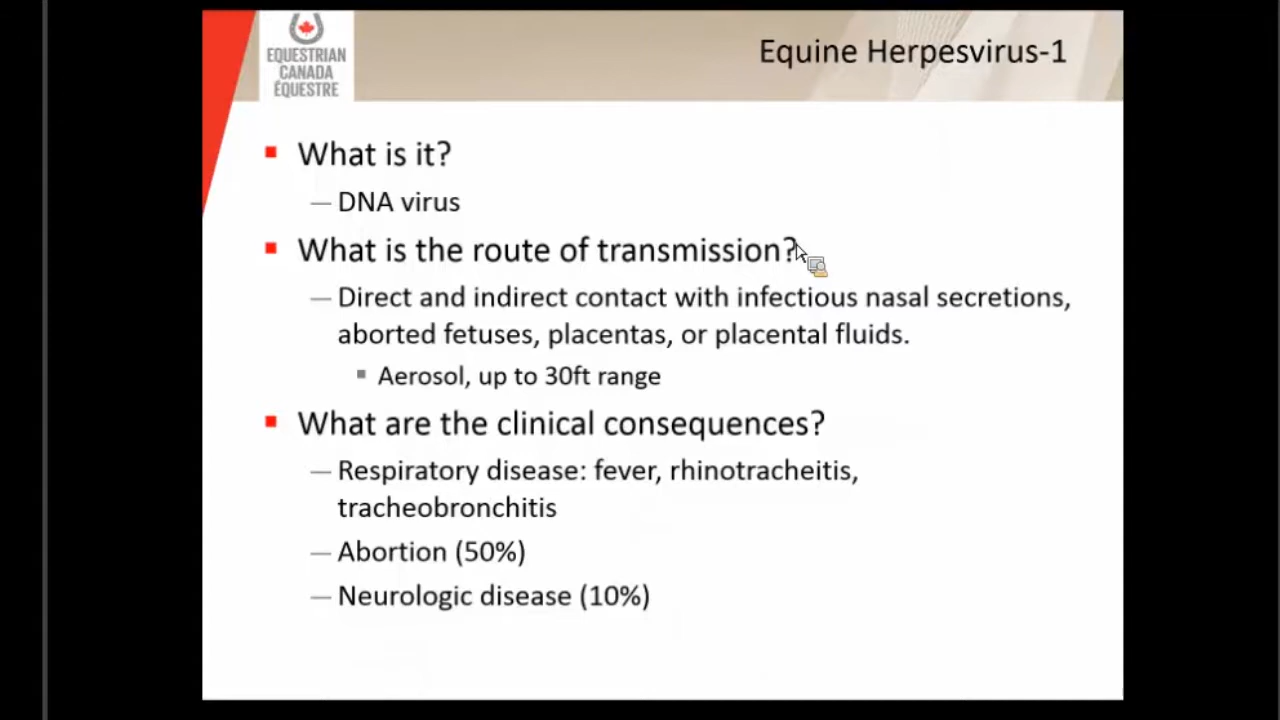 EQUESTRIAN
CANADA
ÉQUESTRE
Equine Herpesvirus-1
What is it?
— DNA virus
What is the route of transmission?
— Direct and indirect contact with infectious nasal secretions,
aborted fetuses, placentas, or placental fluids.
Aerosol, up to 30ft range
What are the clinical consequences?
— Respiratory disease: fever, rhinotracheitis,
tracheobronchitis
— Abortion (50%)
— Neurologic disease (10%)